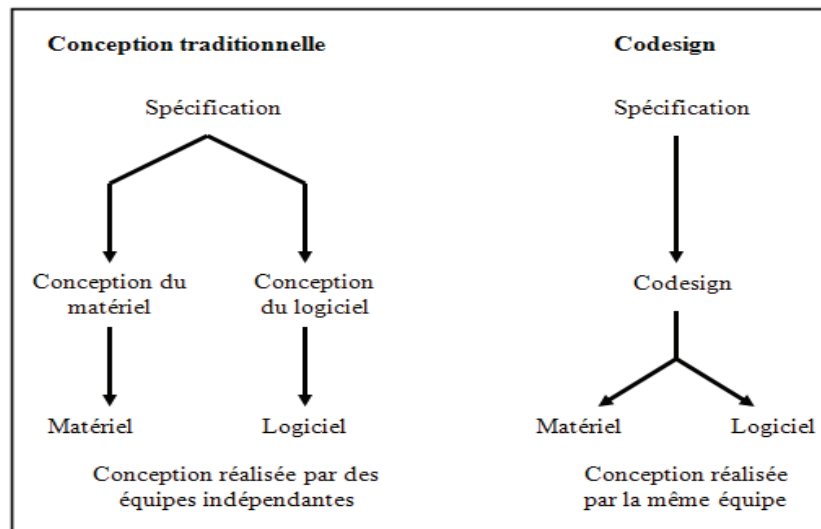 Conception traditionnelle
Spécification
Conception du
matériel
Conception
du logiciel
Matériel
Logiciel
Conception réalisée par des
équipes indépendantes
Codesign
Spécification
Codesign
Matériel
Logiciel
Conception réalisée
par la même équipe